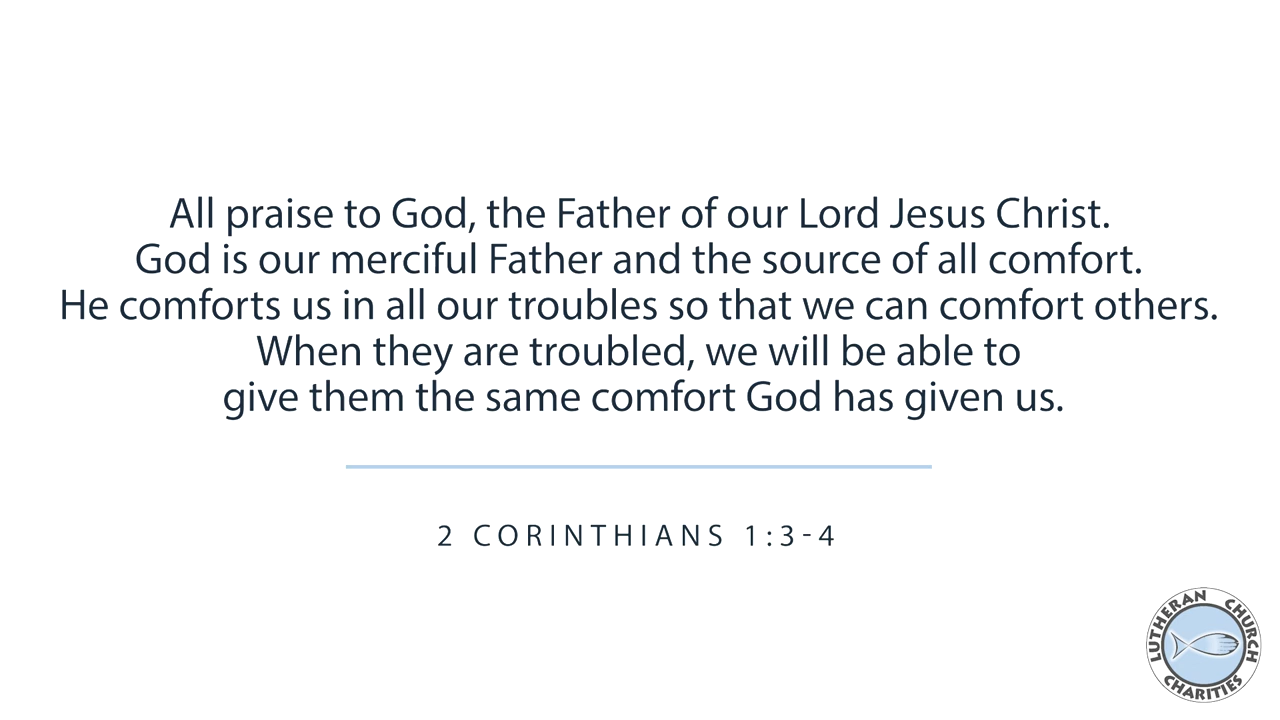 All praise to God, the Father of our Lord Jesus Christ.
God is our merciful Father and the source of all comfort.
He comforts us in all our troubles so that we can comfort others.
When they are troubled, we will be able to
give them the same comfort God has given us.
2 CORINTHIANS 1:3-4
LUTHERAN CHURCH
CHARITIES